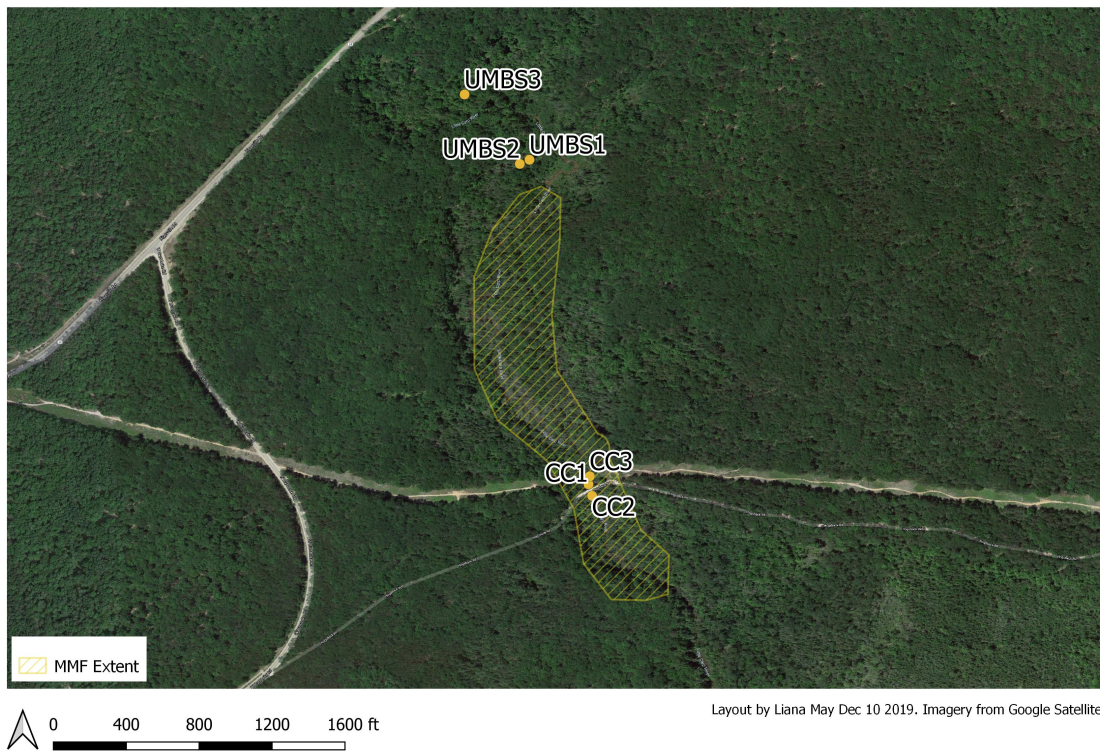 UMBS3
UMBS2 UMBS1
CC3
CC1
CC2
MMF Extent
0 400 800 1200 1600 ft
Layout by Liana May Dec 10 2019. Imagery from Google Satellite